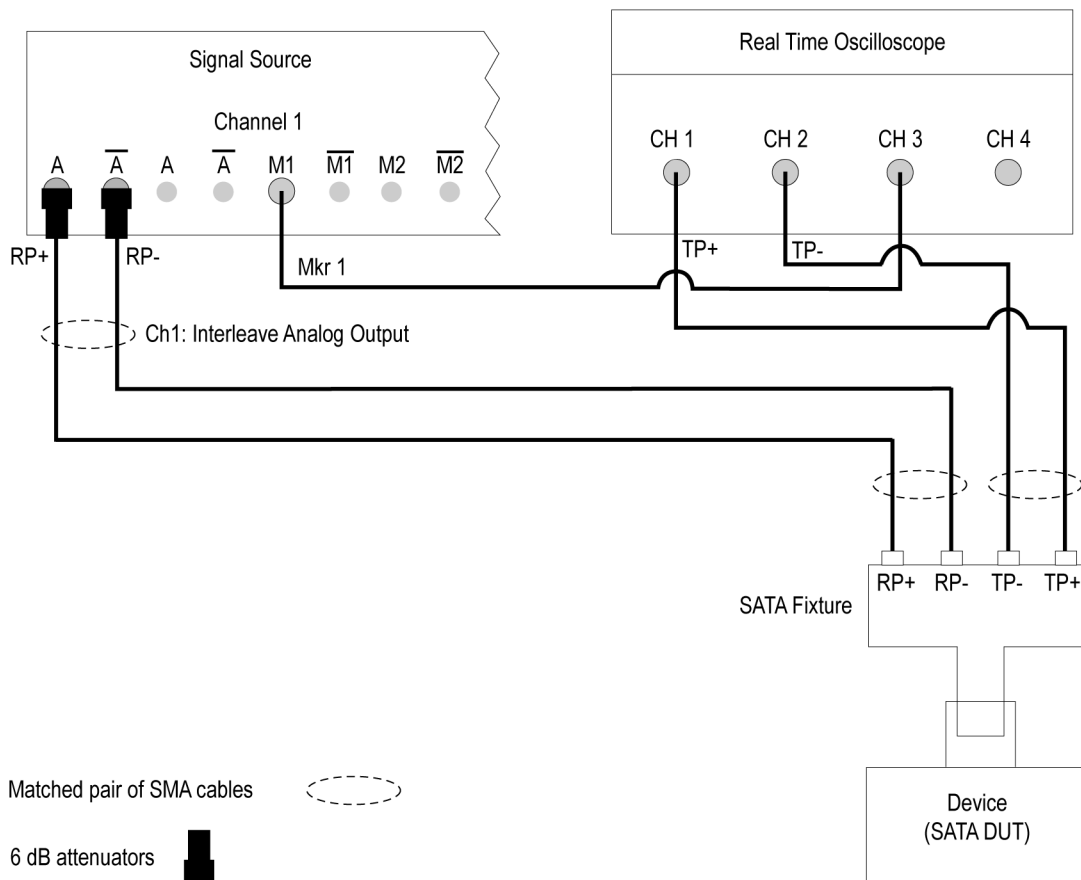 Signal Source
Channel 1
A A̅ A A̅ M1 M̅1̅ M2 M̅2̅
RP+
RP-
Mkr 1
Ch1: Interleave Analog Output
Real Time Oscilloscope
CH 1 CH 2 CH 3 CH 4
TP+
TP-
RP+ RP- TP- TP+
SATA Fixture
Device
(SATA DUT)
Matched pair of SMA cables
6 dB attenuators